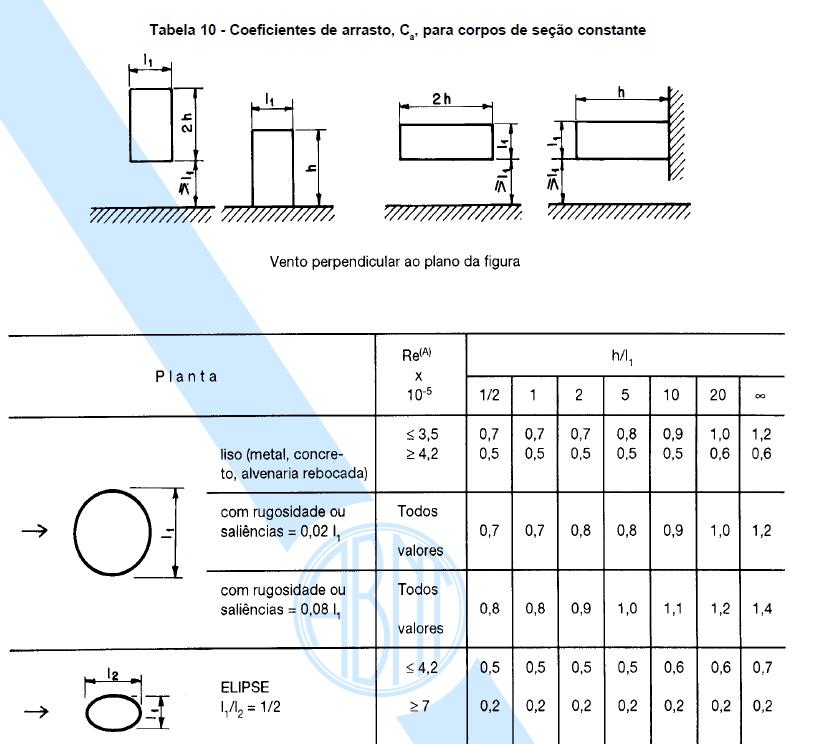 Tabela 10 - Coeficientes de arrasto, Ca, para corpos de seção constante
l1
2h
≥ l1
l1
h
2h
l1
≥ l1
h
l1
≥ l1
Vento perpendicular ao plano da figura
Planta
Re(A)
x
10-5
h/l1
1/2 1 2 5 10 20 ∞
l1
liso (metal, concre-
to, alvenaria rebocada)
≤ 3,5 0,7 0,7 0,7 0,8 0,9 1,0 1,2
≥ 4,2 0,5 0,5 0,5 0,5 0,5 0,6 0,6
com rugosidade ou
saliências = 0,02 l1
Todos
valores
0,7 0,7 0,8 0,8 0,9 1,0 1,2
com rugosidade ou
saliências = 0,08 l1
Todos
valores
0,8 0,8 0,9 1,0 1,1 1,2 1,4
l2
l1
ELIPSE
l1/l2 = 1/2
≤ 4,2 0,5 0,5 0,5 0,5 0,6 0,6 0,7
≥ 7 0,2 0,2 0,2 0,2 0,2 0,2 0,2
ABNT